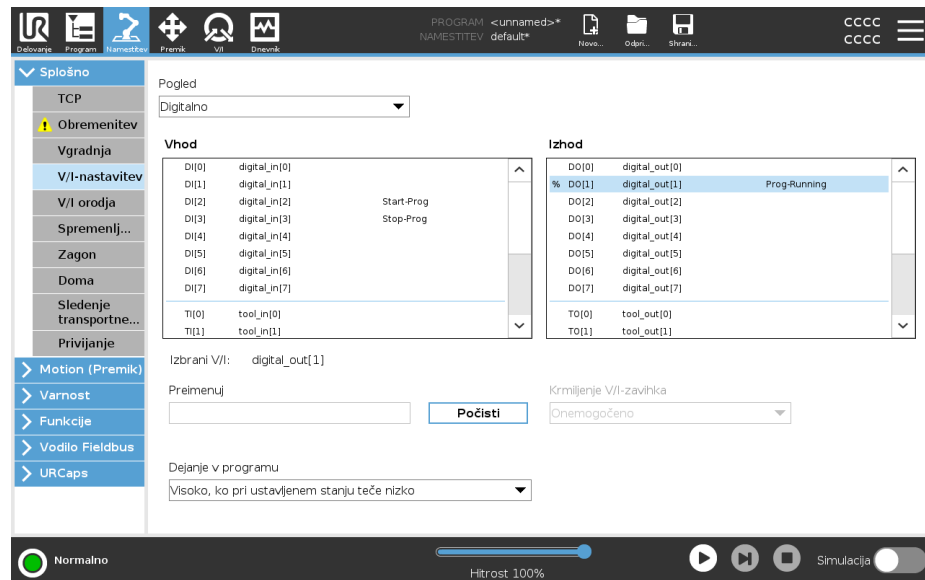 PROGRAM <unnamed>*
NAMESTITEV default*
CCCC
CCCC
Delovanje Program Namestitev Premik V/I Dnevnik Novo... Odpri... Shrani...
Splošno
TCP
Obremenitev
Vgradnja
V/I-nastavitev
V/I orodja
Spremenlj...
Zagon
Doma
Sledenje
transportne...
Privijanje
Motion (Premik)
Varnost
Funkcije
Vodilo Fieldbus
URCaps
Pogled
Digitalno
Vhod
DI[0] digital_in[0]
DI[1] digital_in[1]
DI[2] digital_in[2] Start-Prog
DI[3] digital_in[3] Stop-Prog
DI[4] digital_in[4]
DI[5] digital_in[5]
DI[6] digital_in[6]
DI[7] digital_in[7]
TI[0] tool_in[0]
TI[1] tool_in[1]
Izhod
DO[0] digital_out[0]
% DO[1] digital_out[1] Prog-Running
DO[2] digital_out[2]
DO[3] digital_out[3]
DO[4] digital_out[4]
DO[5] digital_out[5]
DO[6] digital_out[6]
DO[7] digital_out[7]
TO[0] tool_out[0]
TO[1] tool_out[1]
Izbrani V/I: digital_out[1]
Preimenuj
Počisti
Krmiljenje V/I-zavihka
Onemogočeno
Dejanje v programu
Visoko, ko pri ustavljenem stanju teče nizko
Normalno
Hitrost 100%
Simulacija